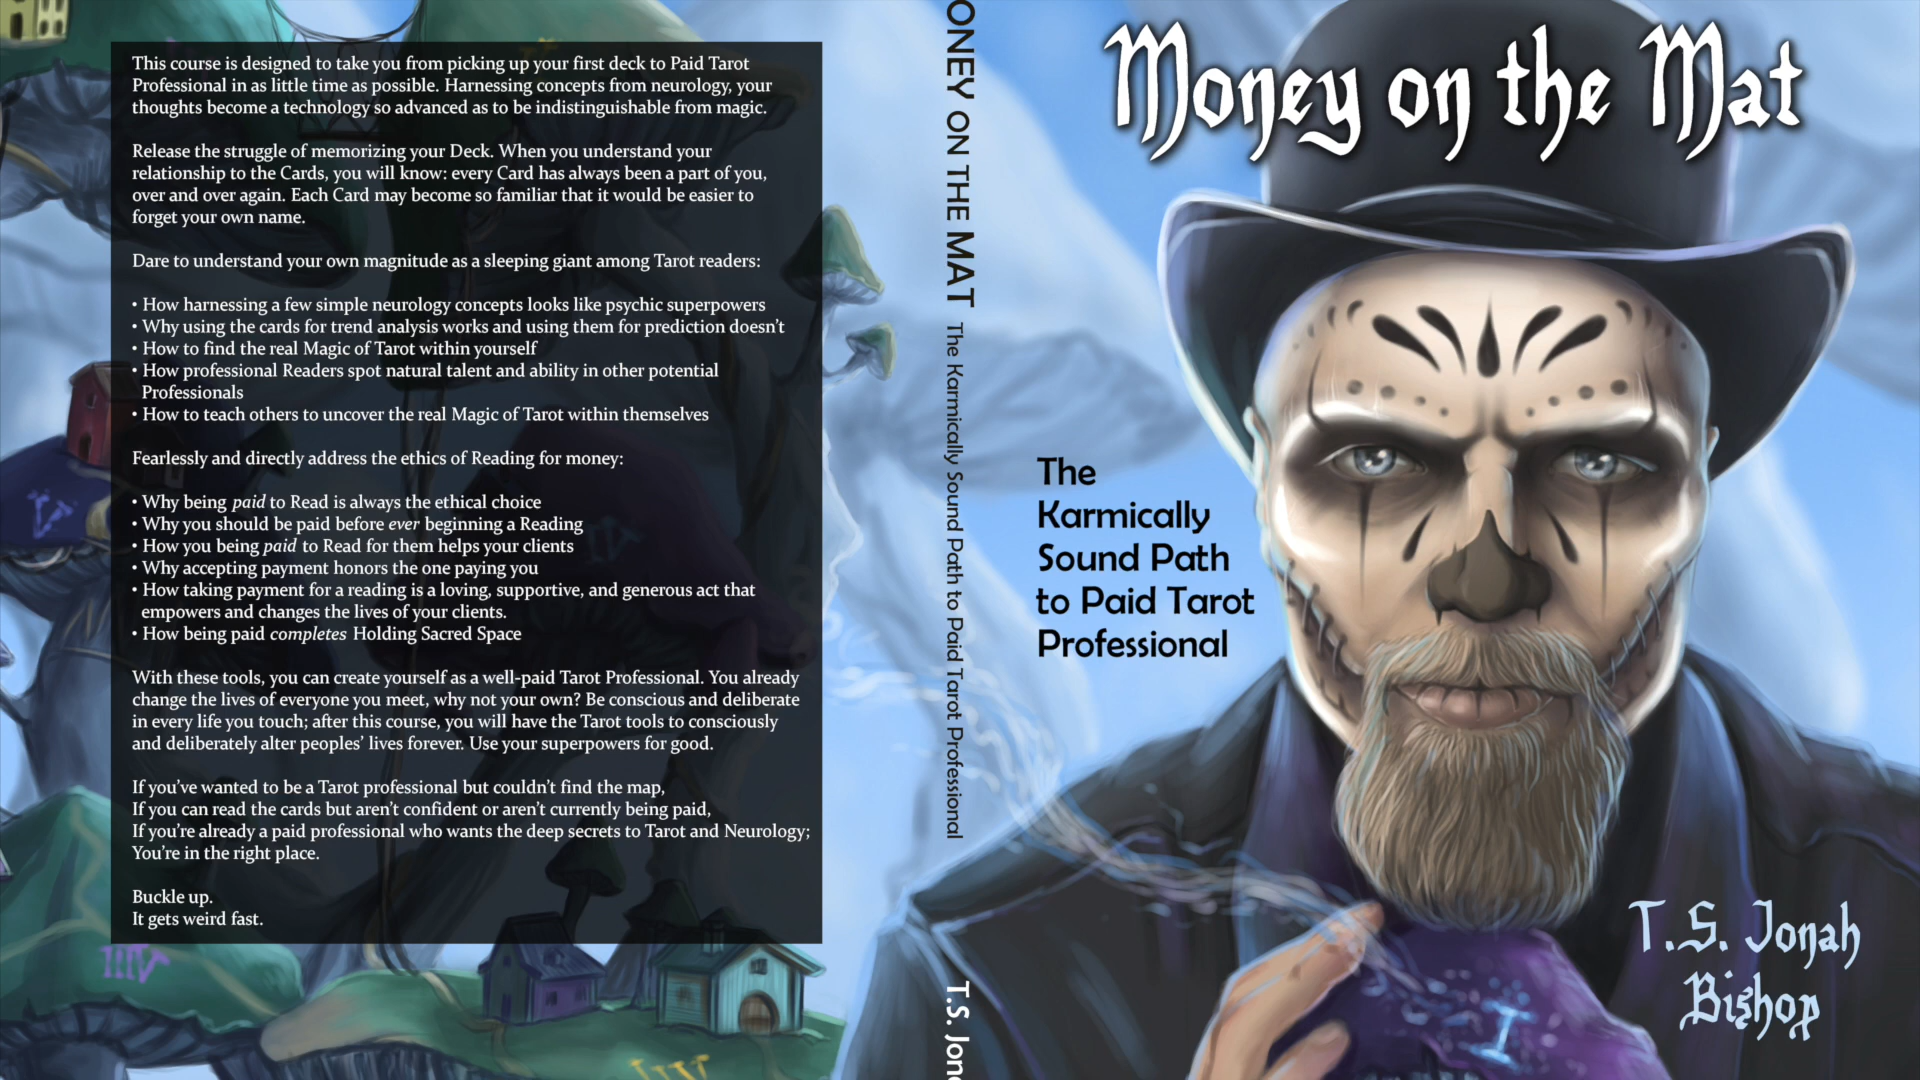 This course is designed to take you from picking up your first deck to Paid Tarot
Professional in as little time as possible. Harnessing concepts from neurology, your
thoughts become a technology so advanced as to be indistinguishable from magic.
Release the struggle of memorizing your Deck. When you understand your
relationship to the Cards, you will know: every Card has always been a part of you,
over and over again. Each Card may become so familiar that it would be easier to
forget your own name.
Dare to understand your own magnitude as a sleeping giant among Tarot readers:
• How harnessing a few simple neurology concepts looks like psychic superpowers
• Why using the cards for trend analysis works and using them for prediction doesn't
• How to find the real Magic of Tarot within yourself
• How professional Readers spot natural talent and ability in other potential
Professionals
• How to teach others to uncover the real Magic of Tarot within themselves
Fearlessly and directly address the ethics of Reading for money:
• Why being paid to Read is always the ethical choice
• Why you should be paid before ever beginning a Reading
• How you being paid to Read for them helps your clients
• Why accepting payment honors the one paying you
• How taking payment for a reading is a loving, supportive, and generous act that
empowers and changes the lives of your clients.
• How being paid completes Holding Sacred Space
With these tools, you can create yourself as a well-paid Tarot Professional. You already
change the lives of everyone you meet, why not your own? Be conscious and deliberate
in every life you touch; after this course, you will have the Tarot tools to consciously
and deliberately alter peoples' lives forever. Use your superpowers for good.
If you've wanted to be a Tarot professional but couldn't find the map,
If you can read the cards but aren't confident or aren't currently being paid,
If you're already a paid professional who wants the deep secrets to Tarot and Neurology;
You're in the right place.
Buckle up.
It gets weird fast.
ONEY ON THE MAT The Karmically Sound Path to Paid Tarot Professional T.S. Jona
Money on the Mat
The
Karmically
Sound Path
to Paid Tarot
Professional
T.S. Jonah
Bishop